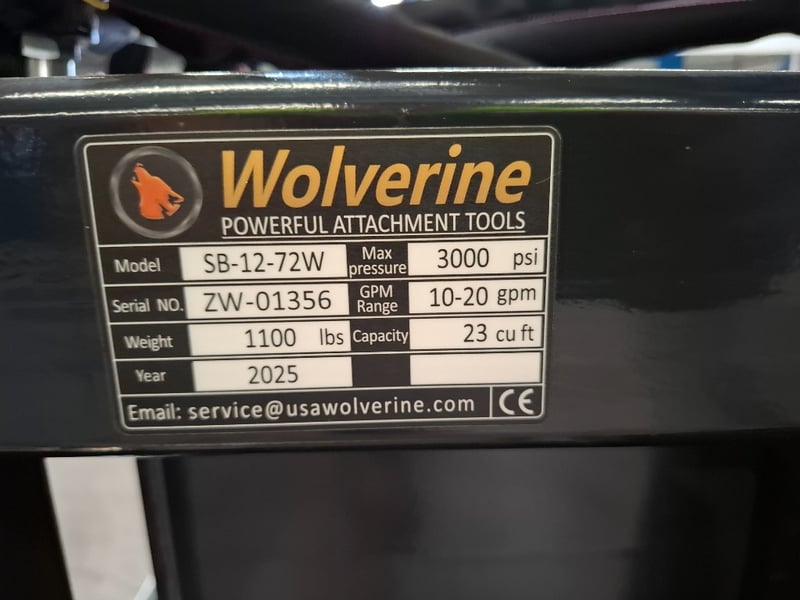 Wolverine
POWERFUL ATTACHMENT TOOLS
Model SB-12-72W Max pressure 3000 psi
Serial NO. ZW-01356 GPM Range 10-20 gpm
Weight 1100 lbs Capacity 23 cu ft
Year 2025
Email: service@usawolverine.com CE